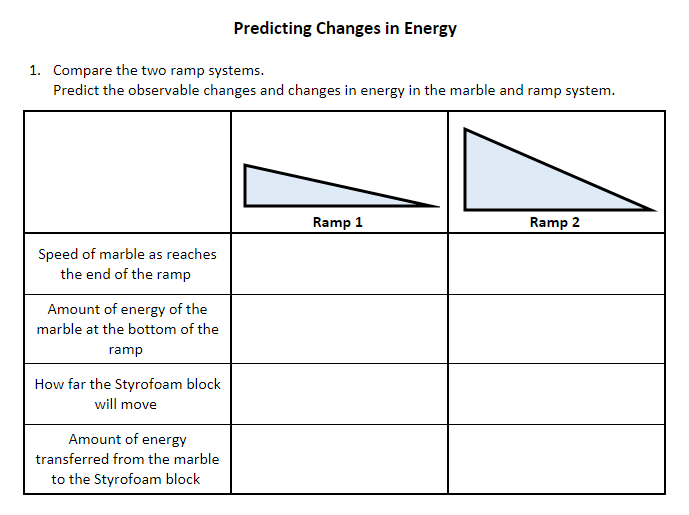 Predicting Changes in Energy
1. Compare the two ramp systems.
Predict the observable changes and changes in energy in the marble and ramp system.
Ramp 1
Ramp 2
Speed of marble as reaches
the end of the ramp
Amount of energy of the
marble at the bottom of the
ramp
How far the Styrofoam block
will move
Amount of energy
transferred from the marble
to the Styrofoam block